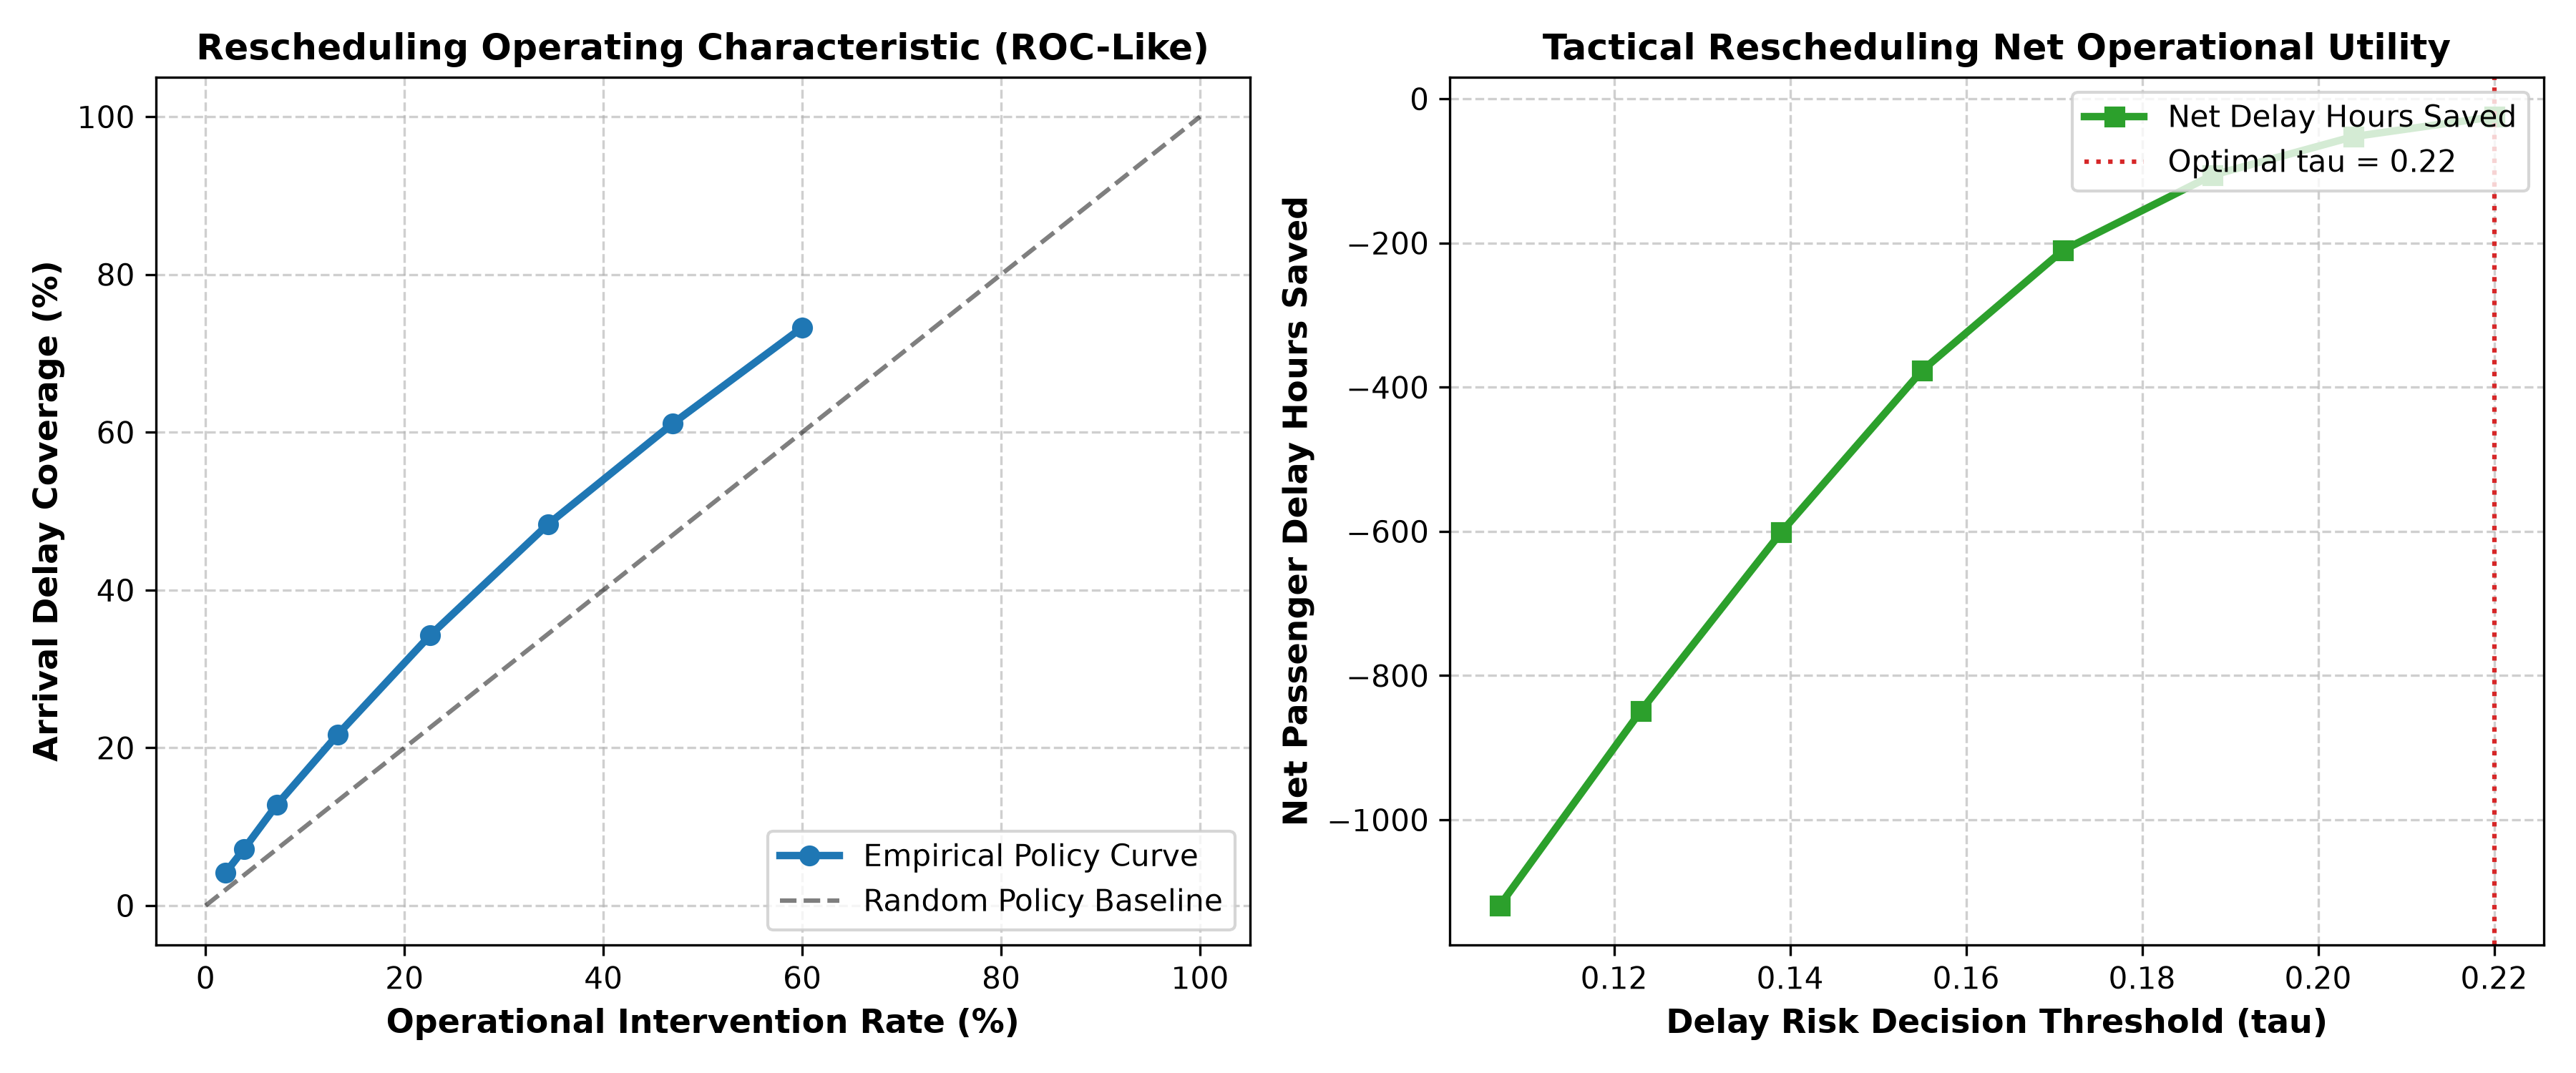 Rescheduling Operating Characteristic (ROC-Like)
Arrival Delay Coverage (%)
100
80
60
40
20
0
0 20 40 60 80 100
Operational Intervention Rate (%)
Empirical Policy Curve
Random Policy Baseline
Tactical Rescheduling Net Operational Utility
Net Passenger Delay Hours Saved
0
−200
−400
−600
−800
−1000
0.12 0.14 0.16 0.18 0.20 0.22
Delay Risk Decision Threshold (tau)
Net Delay Hours Saved
Optimal tau = 0.22